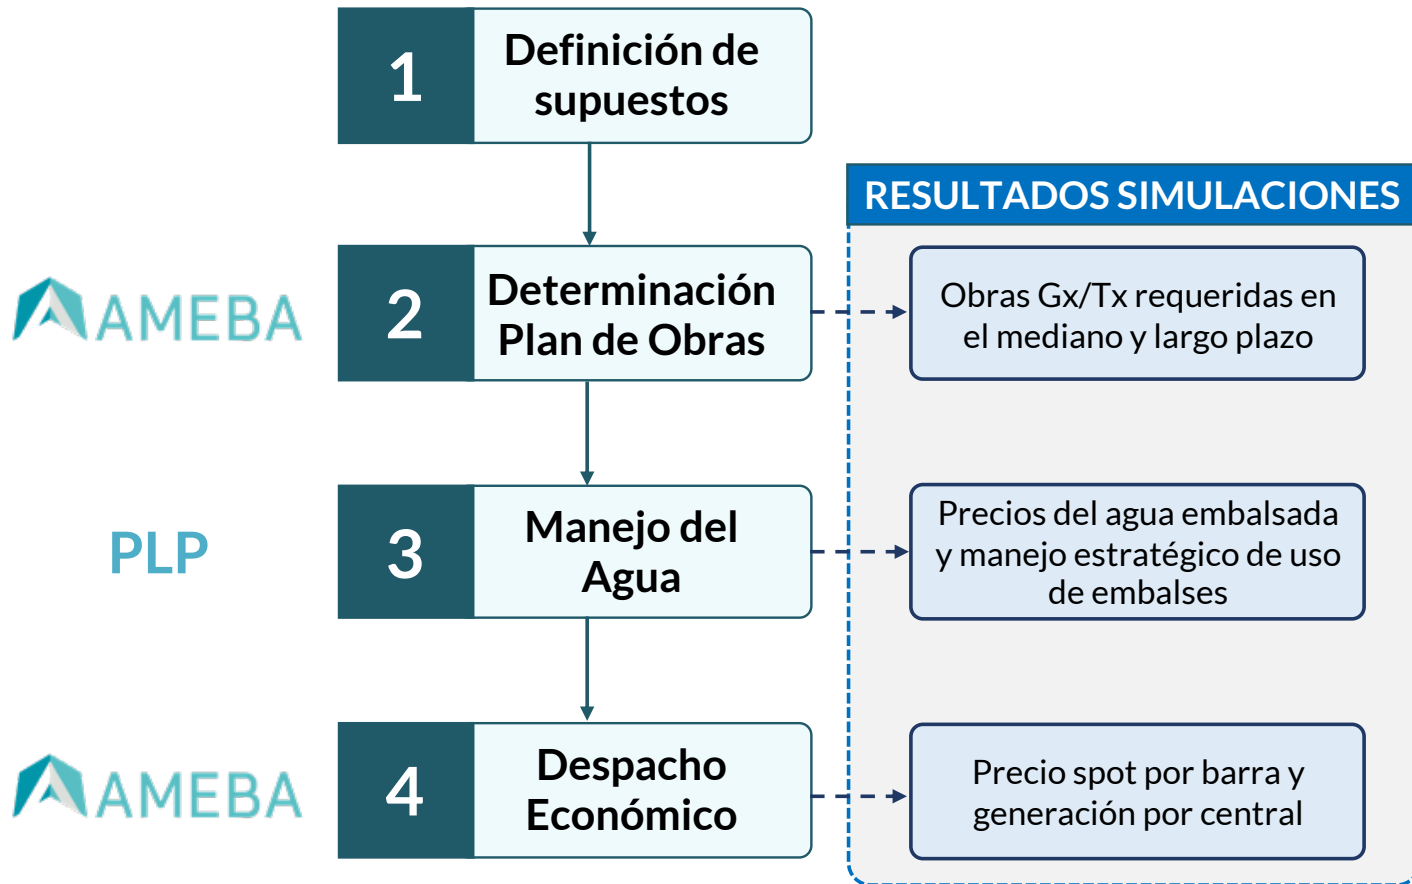 1
Definición de
supuestos
RESULTADOS SIMULACIONES
AMEBA
2
Determinación
Plan de Obras
Obras Gx/Tx requeridas en
el mediano y largo plazo
PLP
3
Manejo del
Agua
Precios del agua embalsada
y manejo estratégico de uso
de embalses
AMEBA
4
Despacho
Económico
Precio spot por barra y
generación por central